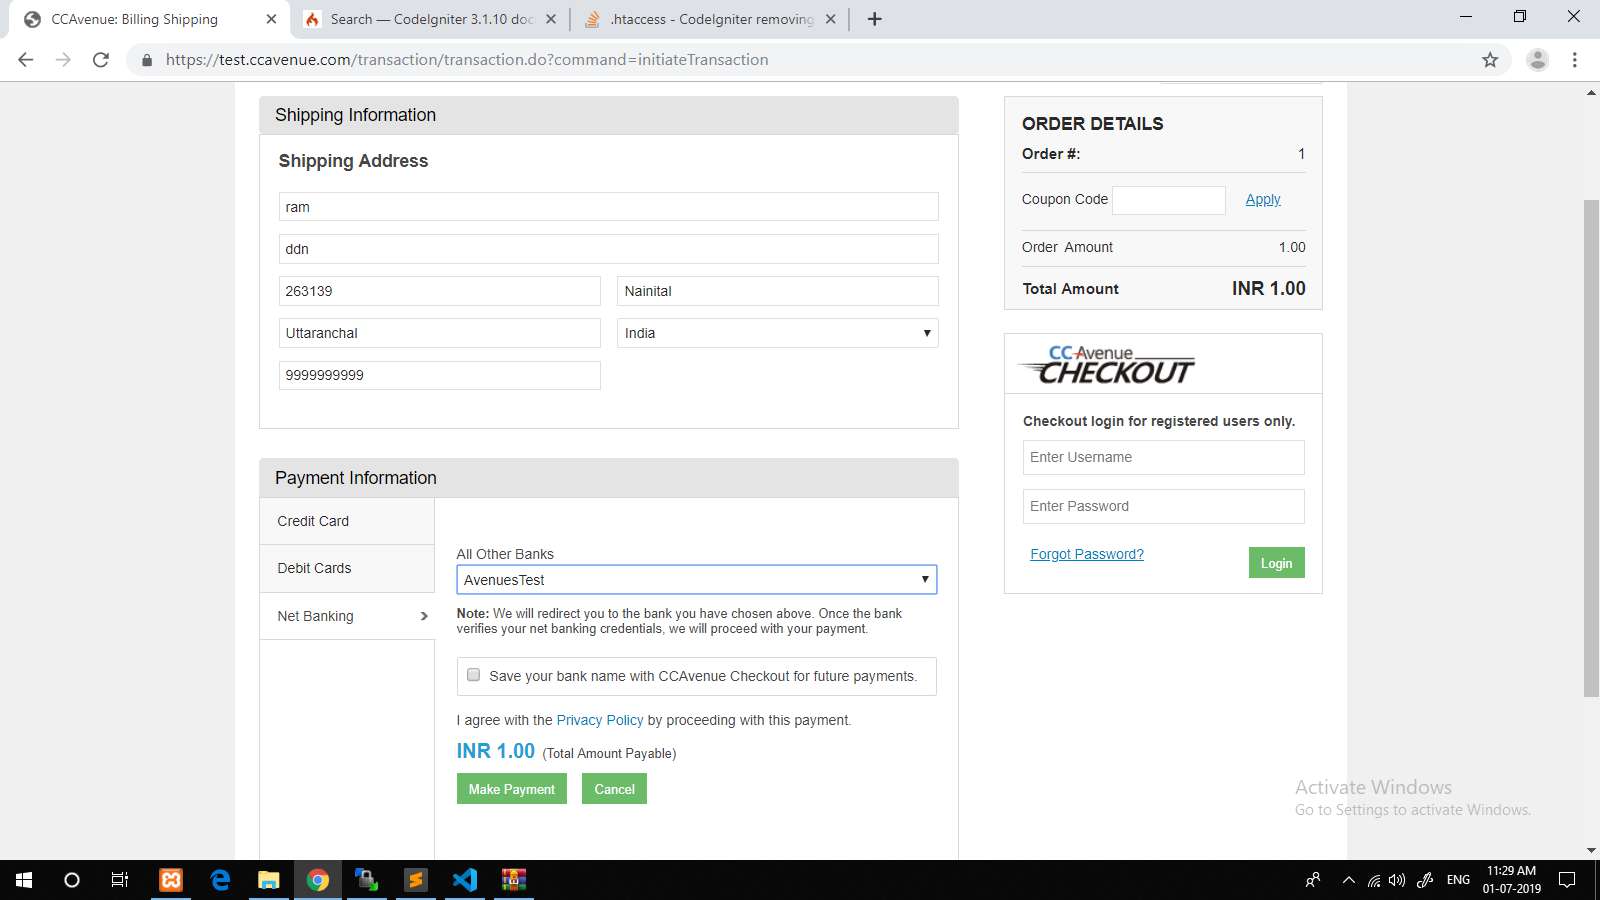 CCAvenue: Billing Shipping
Search — CodeIgniter 3.1.10 doc
.htaccess - CodeIgniter removing
https://test.ccavenue.com/transaction/transaction.do?command=initiateTransaction
Shipping Information
Shipping Address
ram
ddn
263139
Nainital
Uttaranchal
India
9999999999
ORDER DETAILS
Order #: 1
Coupon Code Apply
Order Amount 1.00
Total Amount INR 1.00
CCAvenue
CHECKOUT
Checkout login for registered users only.
Enter Username
Enter Password
Forgot Password?
Login
Payment Information
Credit Card
Debit Cards
Net Banking
All Other Banks
AvenuesTest
Note: We will redirect you to the bank you have chosen above. Once the bank
verifies your net banking credentials, we will proceed with your payment.
Save your bank name with CCAvenue Checkout for future payments.
I agree with the Privacy Policy by proceeding with this payment.
INR 1.00 (Total Amount Payable)
Make Payment
Cancel
Activate Windows
Go to Settings to activate Windows.
ENG
11:29 AM
01-07-2019